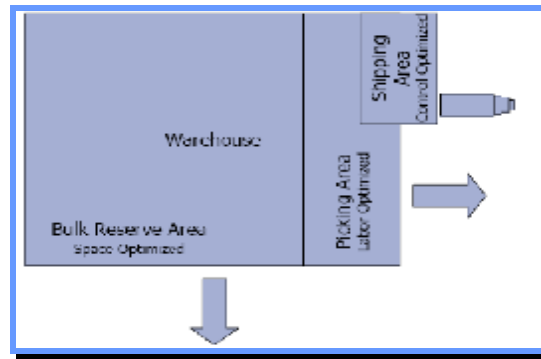 Shipping
Area
Control Optimized
Warehouse
Picking Area
Labor Optimized
Bulk Reserve Area
Space Optimized